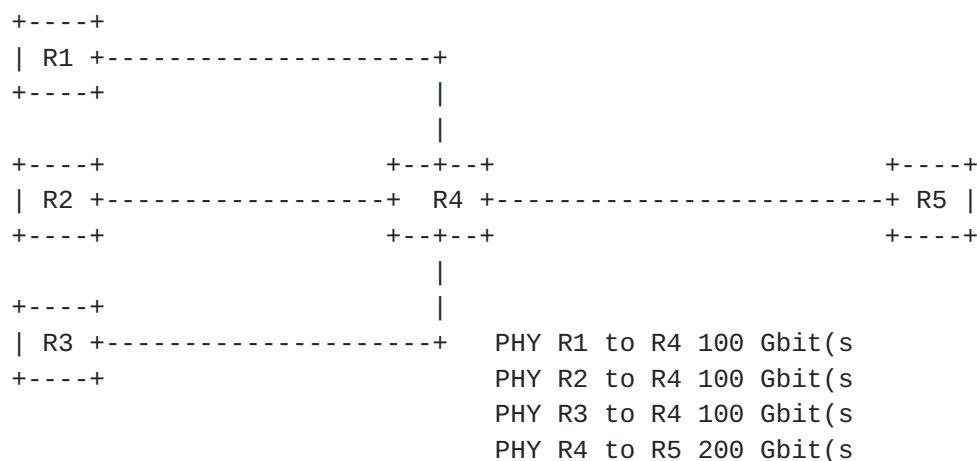 R1
R2
R4
R5
R3
PHY R1 to R4 100 Gbit(s
PHY R2 to R4 100 Gbit(s
PHY R3 to R4 100 Gbit(s
PHY R4 to R5 200 Gbit(s